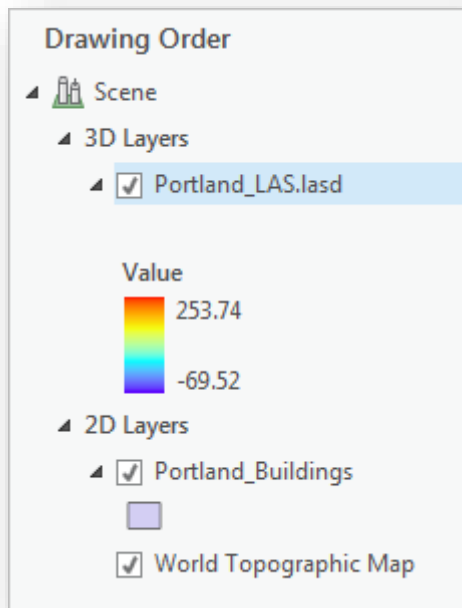 Drawing Order
Scene
3D Layers
Portland_LAS.lasd
Value
253.74
-69.52
2D Layers
Portland_Buildings
World Topographic Map